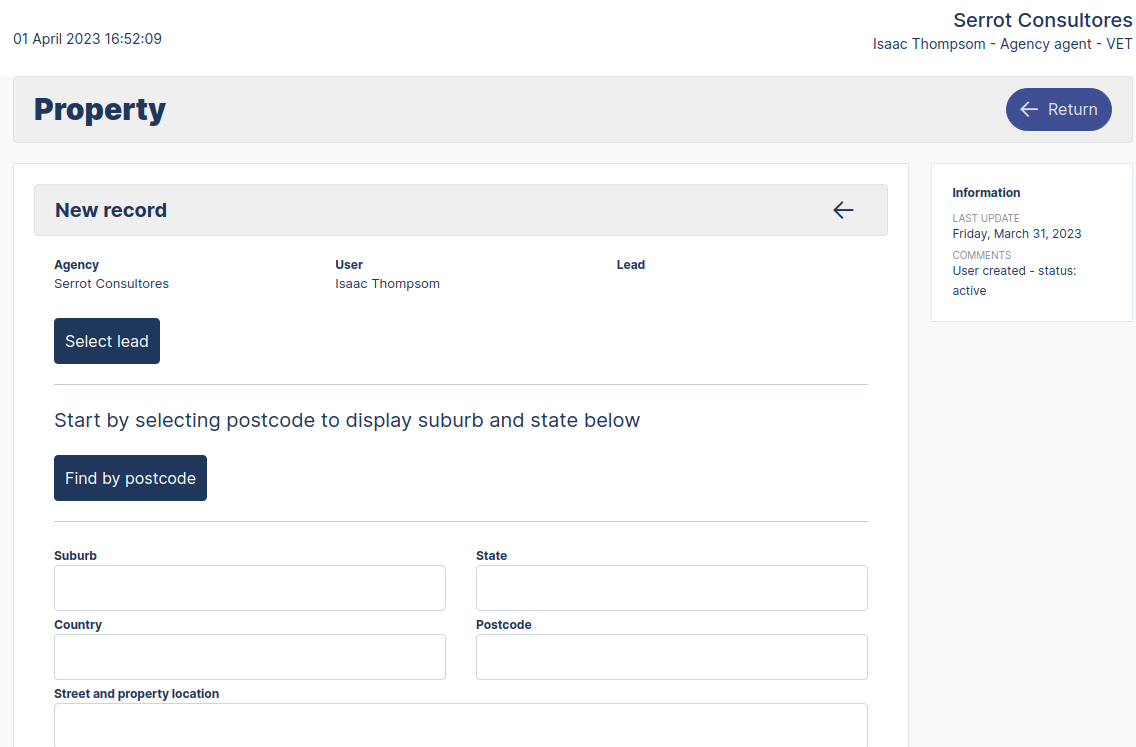 Serrot Consultores
01 April 2023 16:52:09
Isaac Thompsom - Agency agent - VET
Property
Return
New record
Agency
User
Lead
Serrot Consultores
Isaac Thompsom
Select lead
Start by selecting postcode to display suburb and state below
Find by postcode
Suburb
State
Country
Postcode
Street and property location
Information
LAST UPDATE
Friday, March 31, 2023
COMMENTS
User created - status:
active